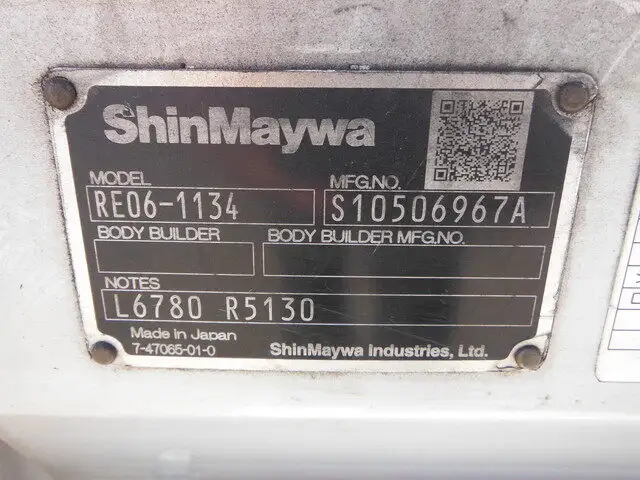 ShinMaywa
MODEL MFG.NO.
RE06-1134 S10506967A
BODY BUILDER BODY BUILDER MFG.NO.
NOTES
L6780 R5130
Made in Japan
7-47065-01-0 ShinMaywa Industries, Ltd.